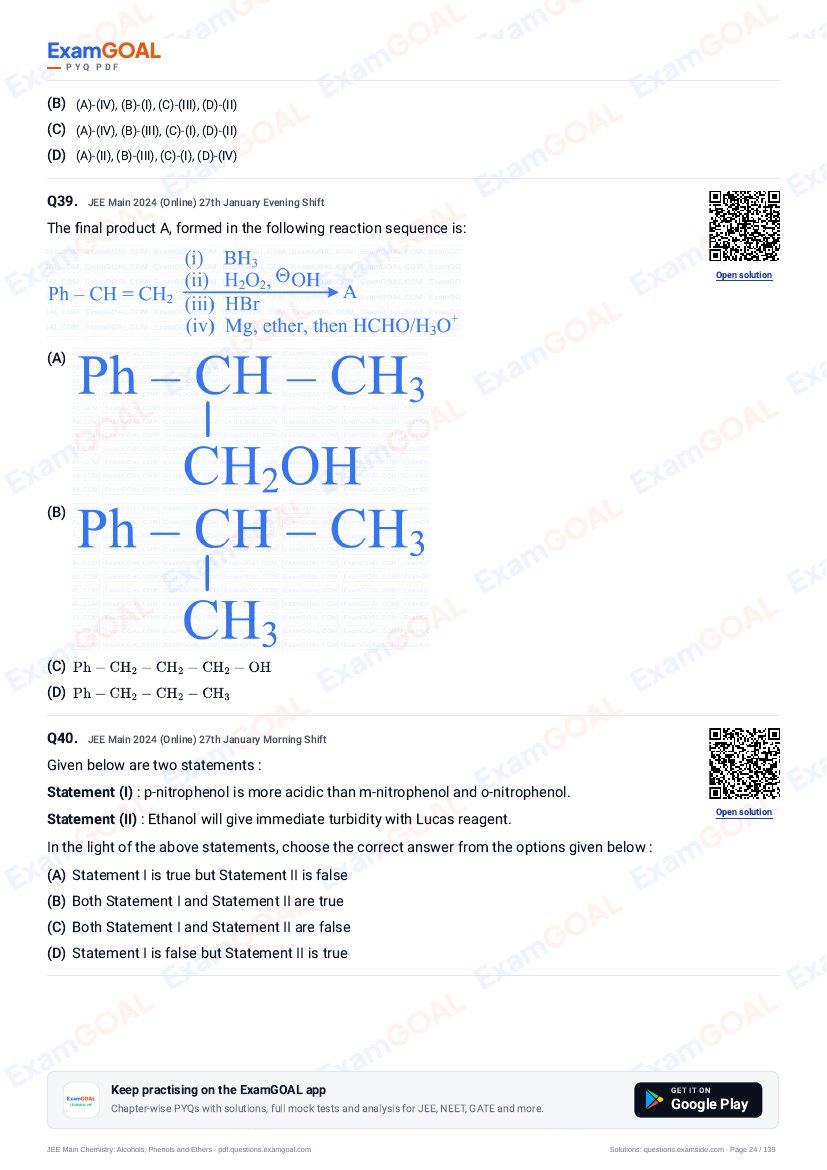 ExamGOAL
PYQ PDF
(B) (A)-(IV), (B)-(I), (C)-(III), (D)-(II)
(C) (A)-(IV), (B)-(III), (C)-(I), (D)-(II)
(D) (A)-(II), (B)-(III), (C)-(I), (D)-(IV)
Q39. JEE Main 2024 (Online) 27th January Evening Shift
The final product A, formed in the following reaction sequence is:
Open solution
(i) BH₃
(ii) H₂O₂, ⊖OH
Ph – CH = CH₂ → A
(iii) HBr
(iv) Mg, ether, then HCHO/H₃O⁺
(A) Ph – CH – CH₃
|
CH₂OH
(B) Ph – CH – CH₃
|
CH₃
(C) Ph – CH₂ – CH₂ – CH₂ – OH
(D) Ph – CH₂ – CH₂ – CH₃
Q40. JEE Main 2024 (Online) 27th January Morning Shift
Given below are two statements :
Statement (I) : p-nitrophenol is more acidic than m-nitrophenol and o-nitrophenol.
Open solution
Statement (II) : Ethanol will give immediate turbidity with Lucas reagent.
In the light of the above statements, choose the correct answer from the options given below :
(A) Statement I is true but Statement II is false
(B) Both Statement I and Statement II are true
(C) Both Statement I and Statement II are false
(D) Statement I is false but Statement II is true
ExamGOAL
Keep practising on the ExamGOAL app
Chapter-wise PYQs with solutions, full mock tests and analysis for JEE, NEET, GATE and more.
GET IT ON
Google Play
JEE Main Chemistry: Alcohols, Phenols and Ethers · pdf.questions.examgoal.com
Solutions: questions.examside.com · Page 24 / 139